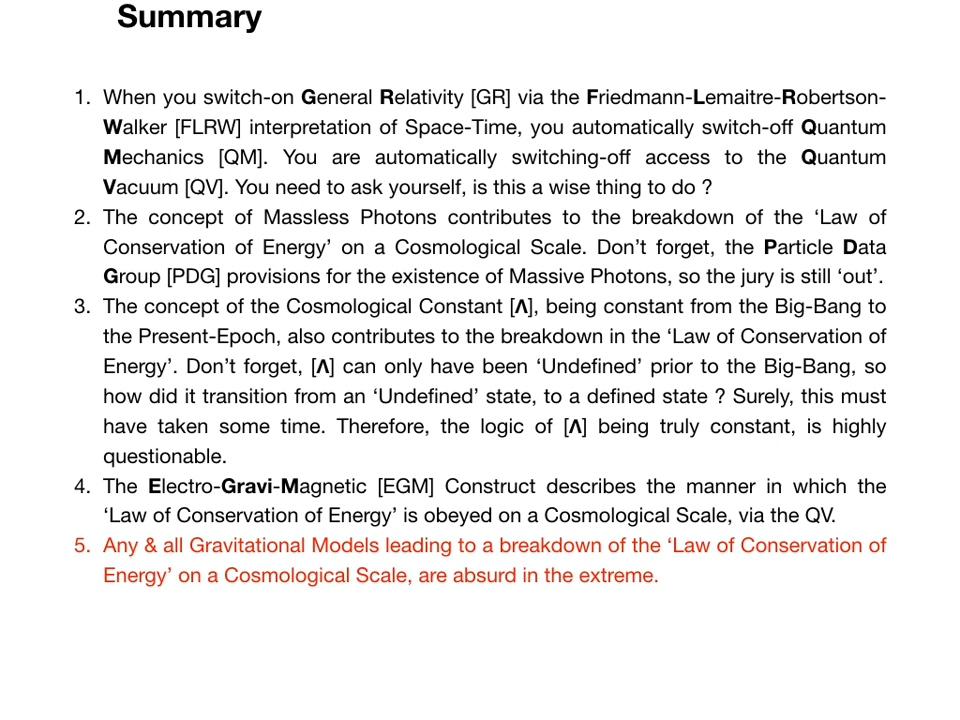 Summary
1. When you switch-on General Relativity [GR] via the Friedmann-Lemaitre-Robertson-
Walker [FLRW] interpretation of Space-Time, you automatically switch-off Quantum
Mechanics [QM]. You are automatically switching-off access to the Quantum
Vacuum [QV]. You need to ask yourself, is this a wise thing to do ?
2. The concept of Massless Photons contributes to the breakdown of the ‘Law of
Conservation of Energy’ on a Cosmological Scale. Don’t forget, the Particle Data
Group [PDG] provisions for the existence of Massive Photons, so the jury is still ‘out’.
3. The concept of the Cosmological Constant [Λ], being constant from the Big-Bang to
the Present-Epoch, also contributes to the breakdown in the ‘Law of Conservation of
Energy’. Don’t forget, [Λ] can only have been ‘Undefined’ prior to the Big-Bang, so
how did it transition from an ‘Undefined’ state, to a defined state ? Surely, this must
have taken some time. Therefore, the logic of [Λ] being truly constant, is highly
questionable.
4. The Electro-Gravi-Magnetic [EGM] Construct describes the manner in which the
‘Law of Conservation of Energy’ is obeyed on a Cosmological Scale, via the QV.
5. Any & all Gravitational Models leading to a breakdown of the ‘Law of Conservation of
Energy’ on a Cosmological Scale, are absurd in the extreme.